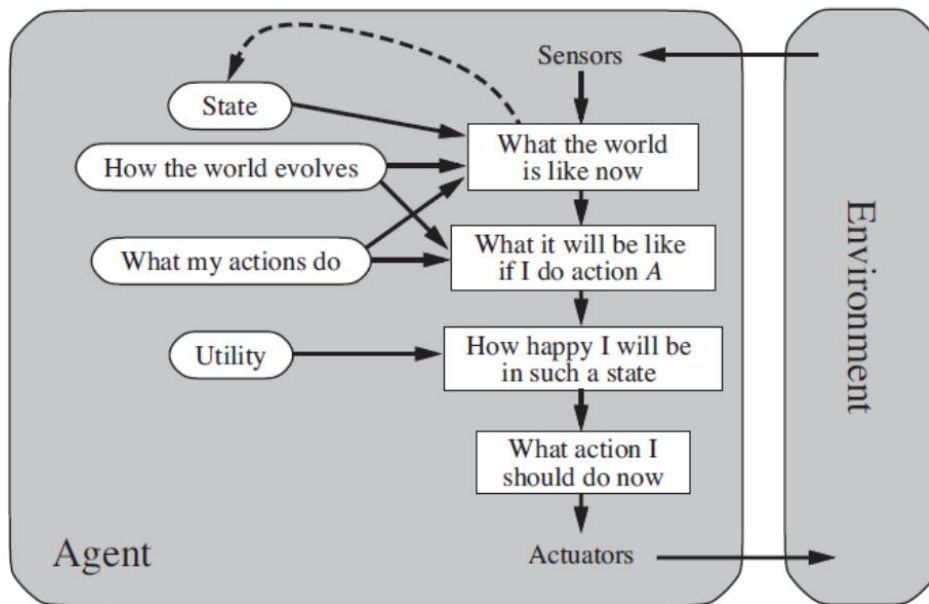 Sensors
State
What the world
is like now
How the world evolves
What it will be like
if I do action A
What my actions do
How happy I will be
in such a state
Utility
What action I
should do now
Agent
Actuators
Environment